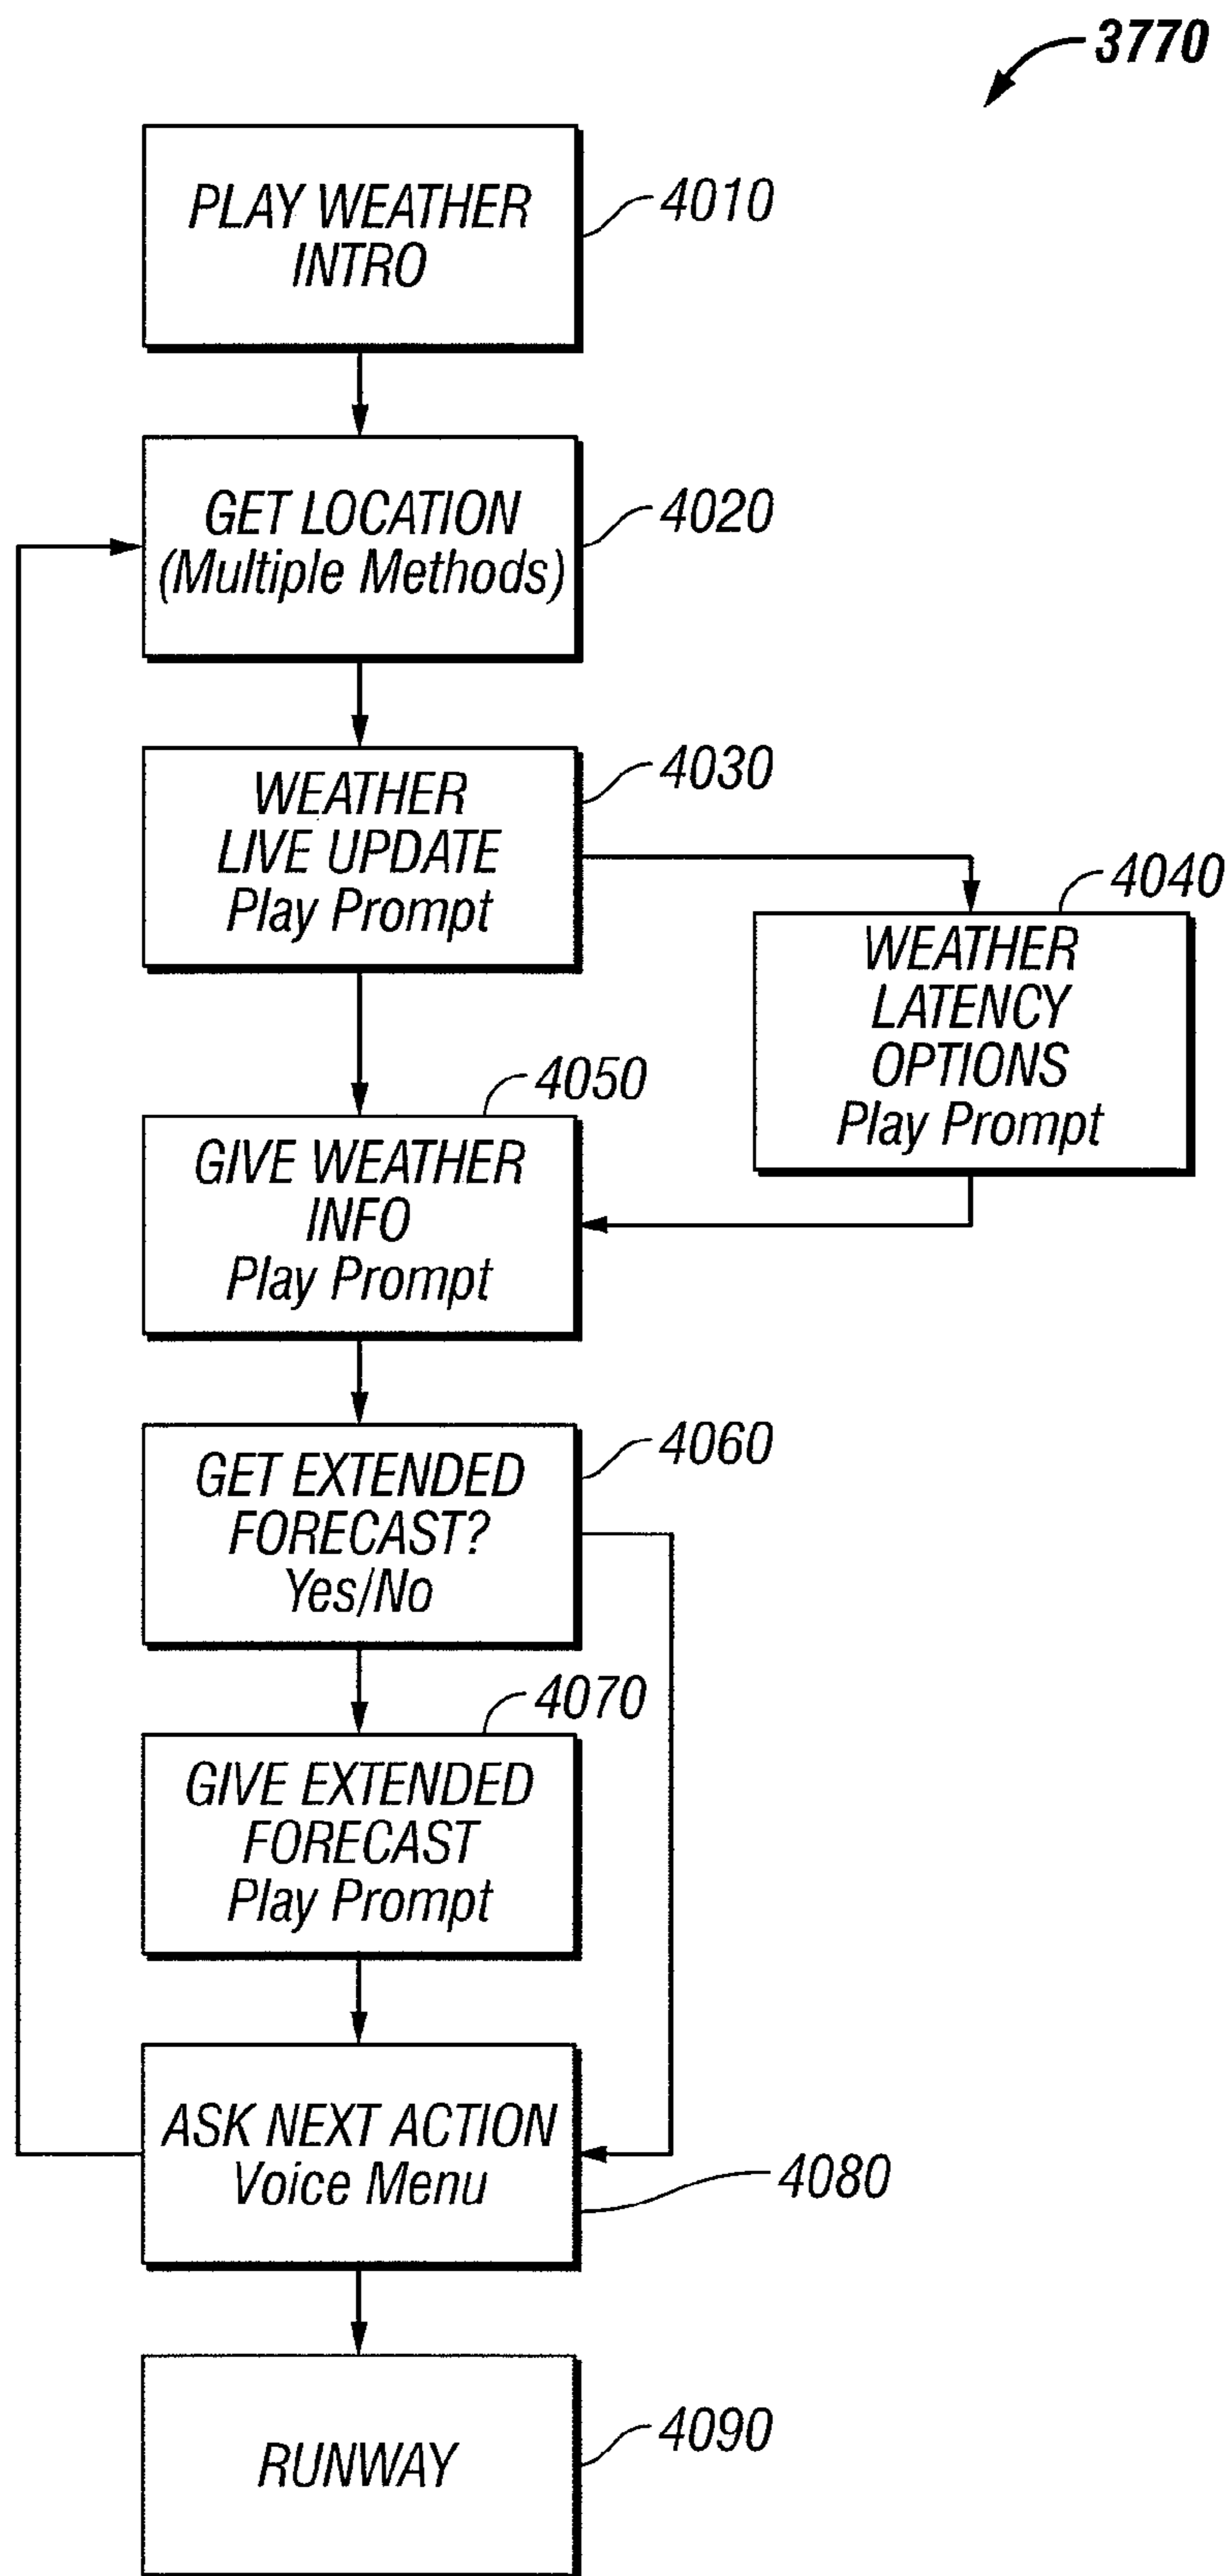 3770
PLAY WEATHER
INTRO
4010
GET LOCATION
(Multiple Methods)
4020
WEATHER
LIVE UPDATE
Play Prompt
4030
WEATHER
LATENCY
OPTIONS
Play Prompt
4040
GIVE WEATHER
INFO
Play Prompt
4050
GET EXTENDED
FORECAST?
Yes/No
4060
GIVE EXTENDED
FORECAST
Play Prompt
4070
ASK NEXT ACTION
Voice Menu
4080
RUNWAY
4090